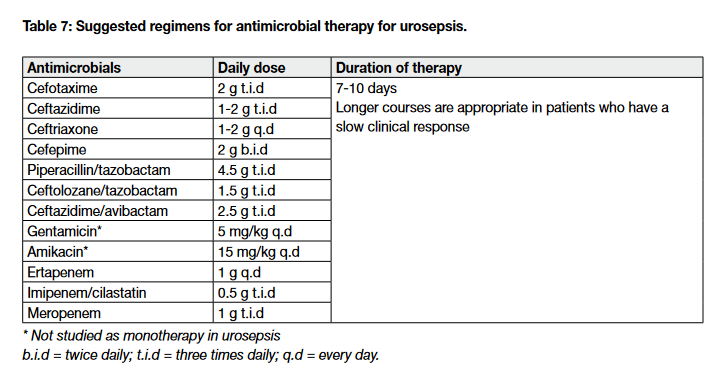 Table 7: Suggested regimens for antimicrobial therapy for urosepsis.
Antimicrobials Daily dose Duration of therapy
Cefotaxime 2 g t.i.d 7-10 days
Ceftazidime 1-2 g t.i.d Longer courses are appropriate in patients who have a
Ceftriaxone 1-2 g q.d slow clinical response
Cefepime 2 g b.i.d
Piperacillin/tazobactam 4.5 g t.i.d
Ceftolozane/tazobactam 1.5 g t.i.d
Ceftazidime/avibactam 2.5 g t.i.d
Gentamicin* 5 mg/kg q.d
Amikacin* 15 mg/kg q.d
Ertapenem 1 g q.d
Imipenem/cilastatin 0.5 g t.i.d
Meropenem 1 g t.i.d
* Not studied as monotherapy in urosepsis
b.i.d = twice daily; t.i.d = three times daily; q.d = every day.